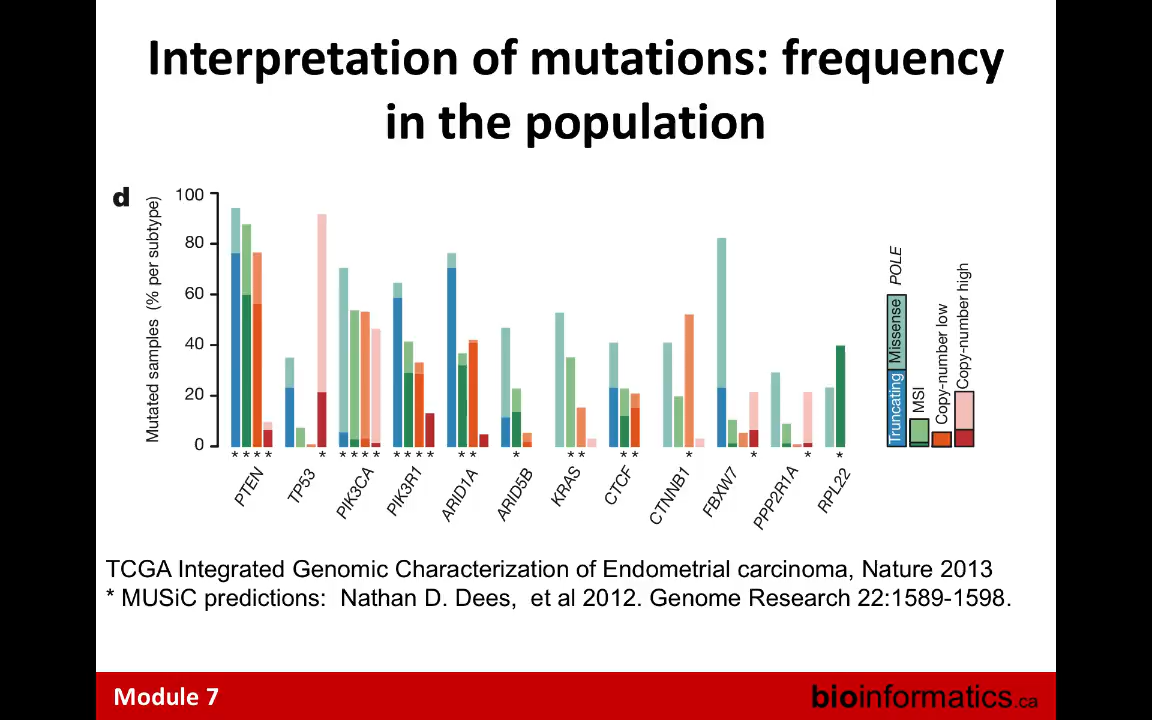 Interpretation of mutations: frequency
in the population
d
Mutated samples (% per subtype)
100
80
60
40
20
0
* * * *
*
* * * *
* * * *
* *
*
* *
* *
*
*
*
*
PTEN
TP53
PIK3CA
PIK3R1
ARID1A
ARID5B
KRAS
CTCF
CTNNB1
FBXW7
PPP2R1A
RPL22
Truncating Missense
POLE
MSI
Copy-number low
Copy-number high
TCGA Integrated Genomic Characterization of Endometrial carcinoma, Nature 2013
* MUSiC predictions: Nathan D. Dees, et al 2012. Genome Research 22:1589-1598.
Module 7
bioinformatics.ca